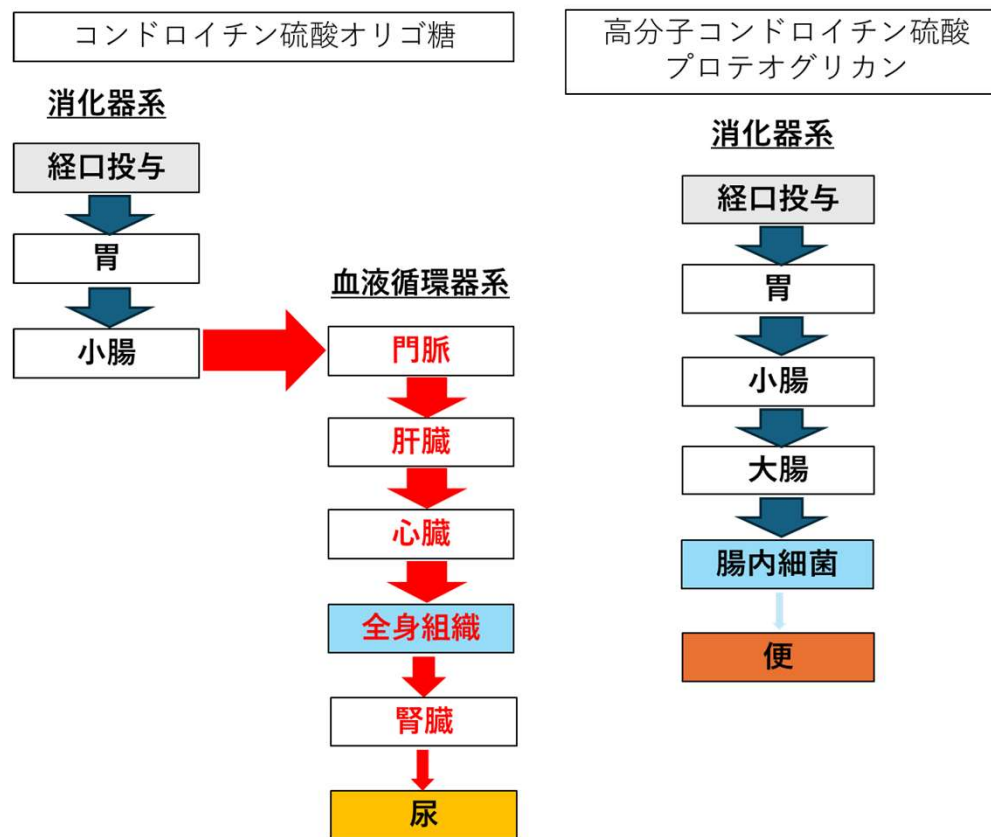 コンドロイチン硫酸オリゴ糖
消化器系
経口投与
胃
小腸
血液循環器系
門脈
肝臓
心臓
全身組織
腎臓
尿
高分子コンドロイチン硫酸
プロテオグリカン
消化器系
経口投与
胃
小腸
大腸
腸内細菌
便